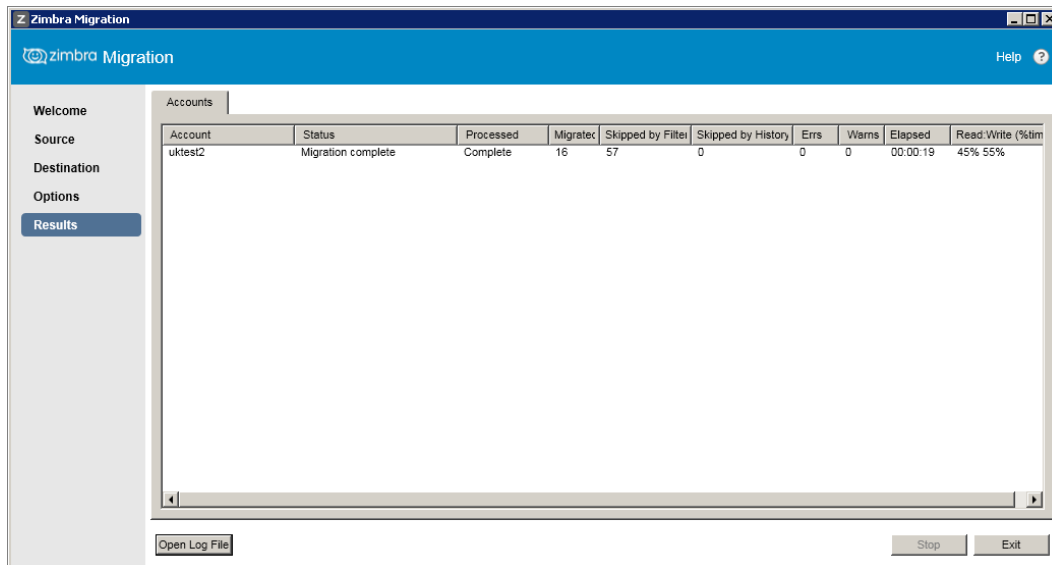 Zimbra Migration
zimbra Migration
Help ?
Welcome
Source
Destination
Options
Results
Accounts
Account Status Processed Migratec Skipped by Filter Skipped by History Errs Warns Elapsed Read:Write (%tim
uktest2 Migration complete Complete 16 57 0 0 0 00:00:19 45% 55%
Open Log File Stop Exit